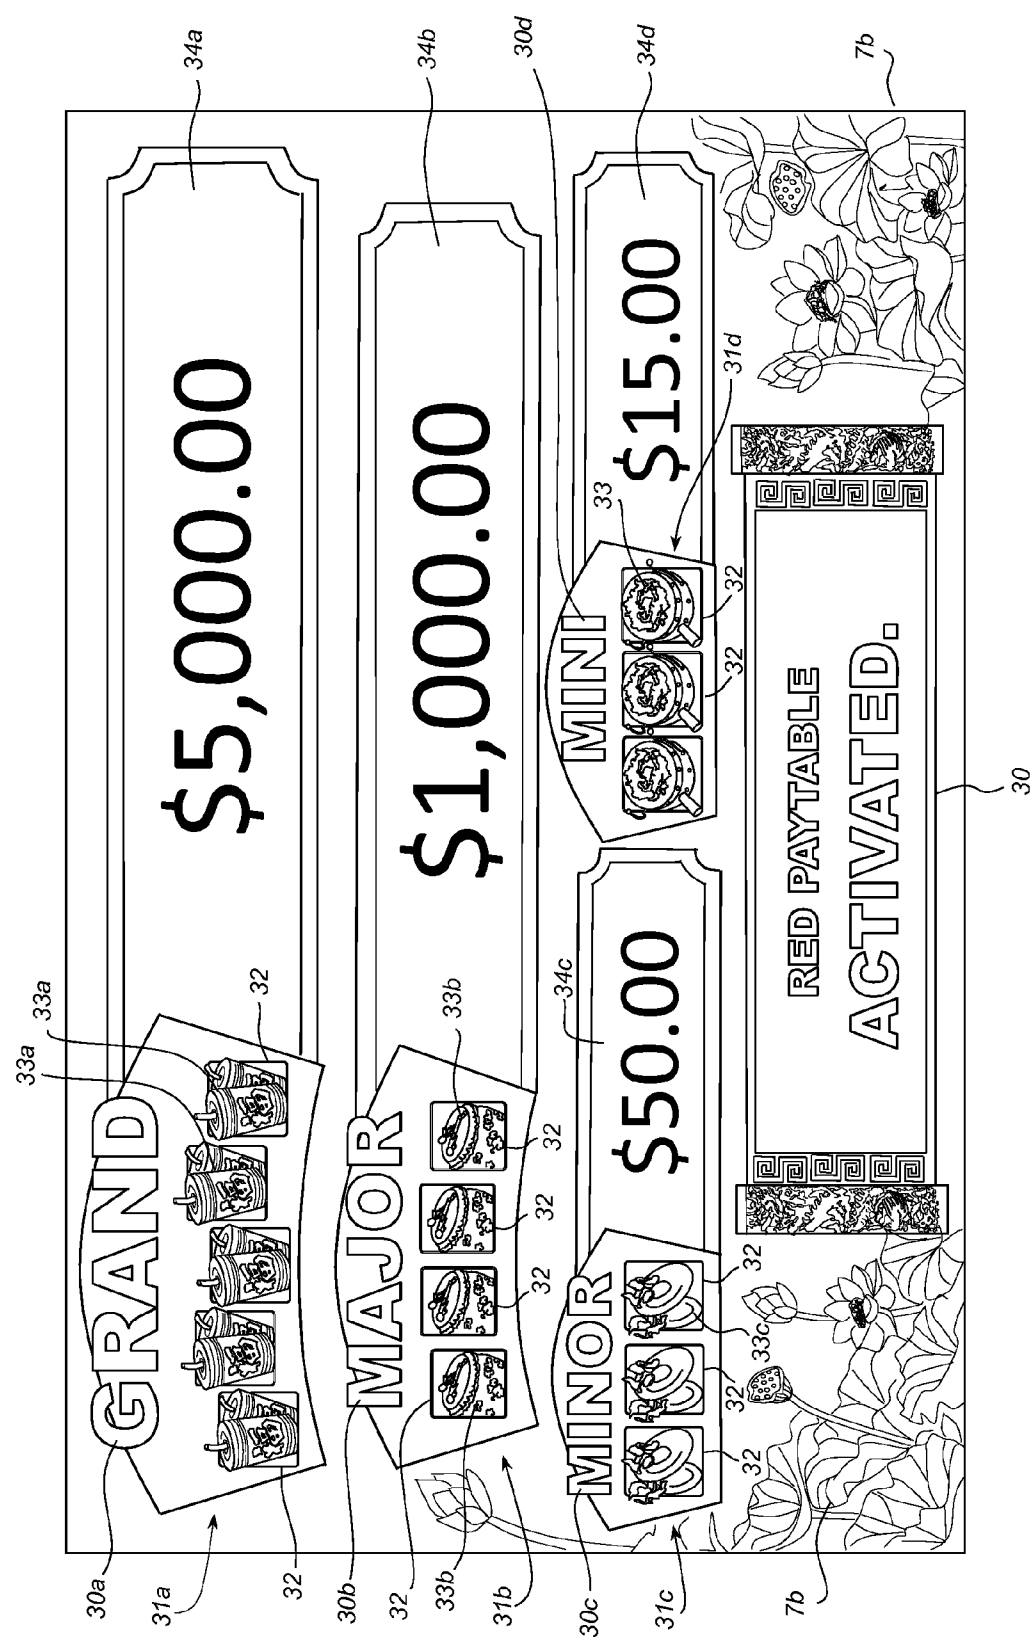 33a
33a
30a
GRAND
34a
31a
$5,000.00
32
32
30b
MAJOR
34b
32
33b
33b
$1,000.00
32
32
32
31b
30d
30c
MINOR
34c
MINI
34d
33
$50.00
$15.00
31c
32
32
33c
32
32
32
31d
RED PAYTABLE
ACTIVATED.
7b
7b
30